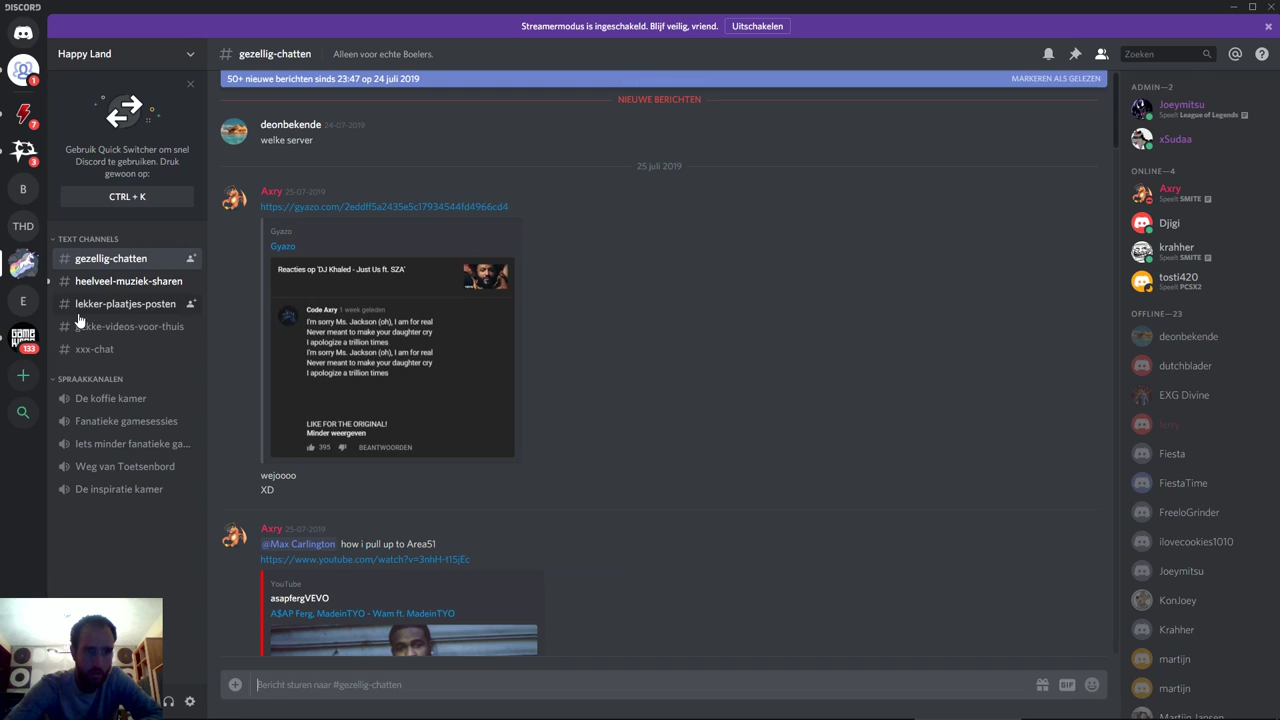 DISCORD
Streamermodus is ingeschakeld. Blijf veilig, vriend.
Uitschakelen
Happy Land
# gezellig-chatten
Alleen voor echte Boelers.
Zoeken
1
7
3
B
THD
E
GAME
133
Gebruik Quick Switcher om snel
Discord te gebruiken. Druk
gewoon op:
CTRL + K
TEXT CHANNELS
# gezellig-chatten
# heelveel-muziek-sharen
# lekker-plaatjes-posten
kke-videos-voor-thuis
# xxx-chat
SPRAAKKANALEN
De koffie kamer
Fanatieke gamesessies
Iets minder fanatieke ga...
Weg van Toetsenbord
De inspiratie kamer
50+ nieuwe berichten sinds 23:47 op 24 juli 2019
MARKEREN ALS GELEZEN
NIEUWE BERICHTEN
deonbekende 24-07-2019
welke server
25 juli 2019
Axry 25-07-2019
https://gyazo.com/2eddff5a2435e5c17934544fd4966cd4
Gyazo
Gyazo
Reacties op 'DJ Khaled - Just Us ft. SZA'
Code Axry 1 week geleden
I'm sorry Ms. Jackson (oh), I am for real
Never meant to make your daughter cry
I apologize a trillion times
I'm sorry Ms. Jackson (oh), I am for real
Never meant to make your daughter cry
I apologize a trillion times
LIKE FOR THE ORIGINAL!
Minder weergeven
395 BEANTWOORDEN
wejoooo
XD
Axry 25-07-2019
@Max Carlington how i pull up to Area51
https://www.youtube.com/watch?v=3nhH-t15jEc
YouTube
asapfergVEVO
A$AP Ferg, MadeinTYO - Wam ft. MadeinTYO
Bericht sturen naar #gezellig-chatten
GIF
ADMIN—2
Joeymitsu
Speelt League of Legends
xSudaa
ONLINE—4
Axry
Speelt SMITE
Djigi
krahher
Speelt SMITE
tosti420
Speelt PCSX2
OFFLINE—23
deonbekende
dutchblader
EXG Divine
Fiesta
FiestaTime
FreeloGrinder
ilovecookies1010
Joeymitsu
KonJoey
Krahher
martijn
martijn
Martijn Jansen